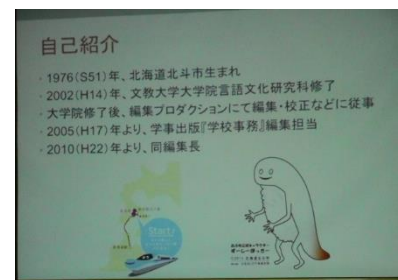 自己紹介
・1976(S51)年、北海道北斗市生まれ
・2002(H14)年、文教大学大学院言語文化研究科修了
・大学院修了後、編集プロダクションにて編集・校正などに従事
・2005(H17)年より、学事出版『学校事務』編集担当
・2010(H22)年より、同編集長
Start!